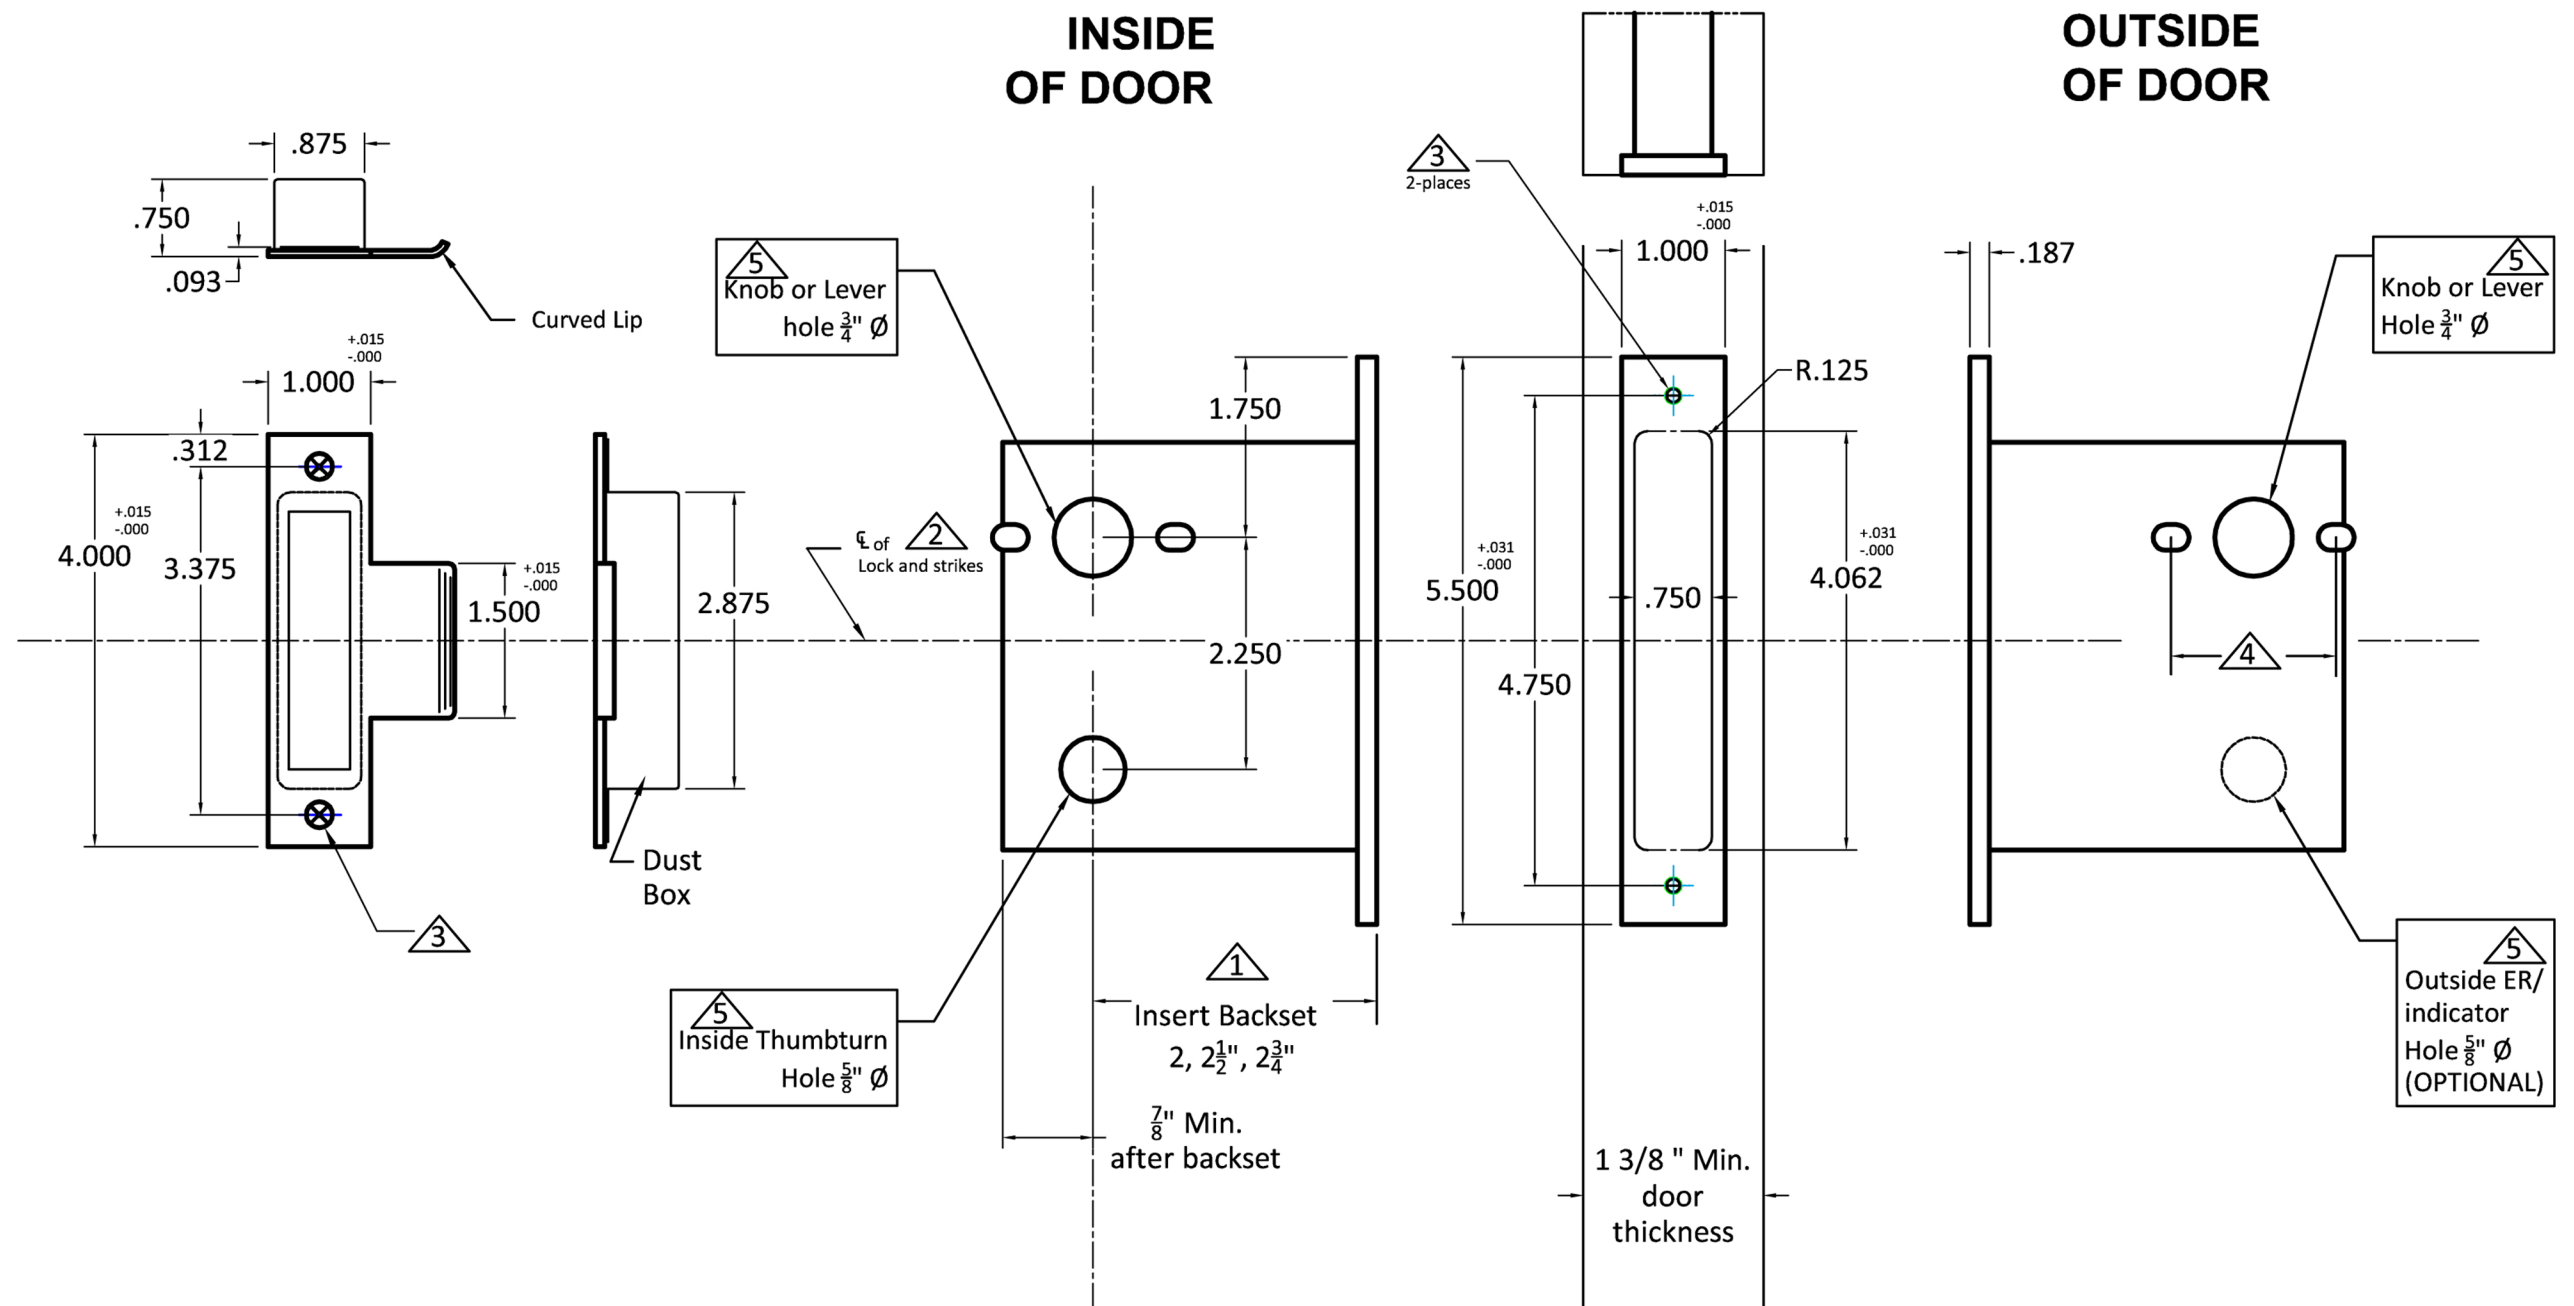 INSIDE
OF DOOR
OUTSIDE
OF DOOR
.875
.750
.093
Curved Lip
+.015
-.000
1.000
.312
+.015
-.000
4.000
3.375
+.015
-.000
1.500
3
2.875
Dust
Box
5
Knob or Lever
hole 3/4" Ø
℄ of
2
Lock and strikes
1.750
2.250
5
Inside Thumbturn
Hole 5/8" Ø
1
Insert Backset
2, 2 1/2", 2 3/4"
7/8" Min.
after backset
3
2-places
+.015
-.000
1.000
R.125
+.031
-.000
5.500
4.750
.750
+.031
-.000
4.062
1 3/8 " Min.
door
thickness
.187
5
Knob or Lever
Hole 3/4" Ø
4
5
Outside ER/
indicator
Hole 5/8" Ø
(OPTIONAL)